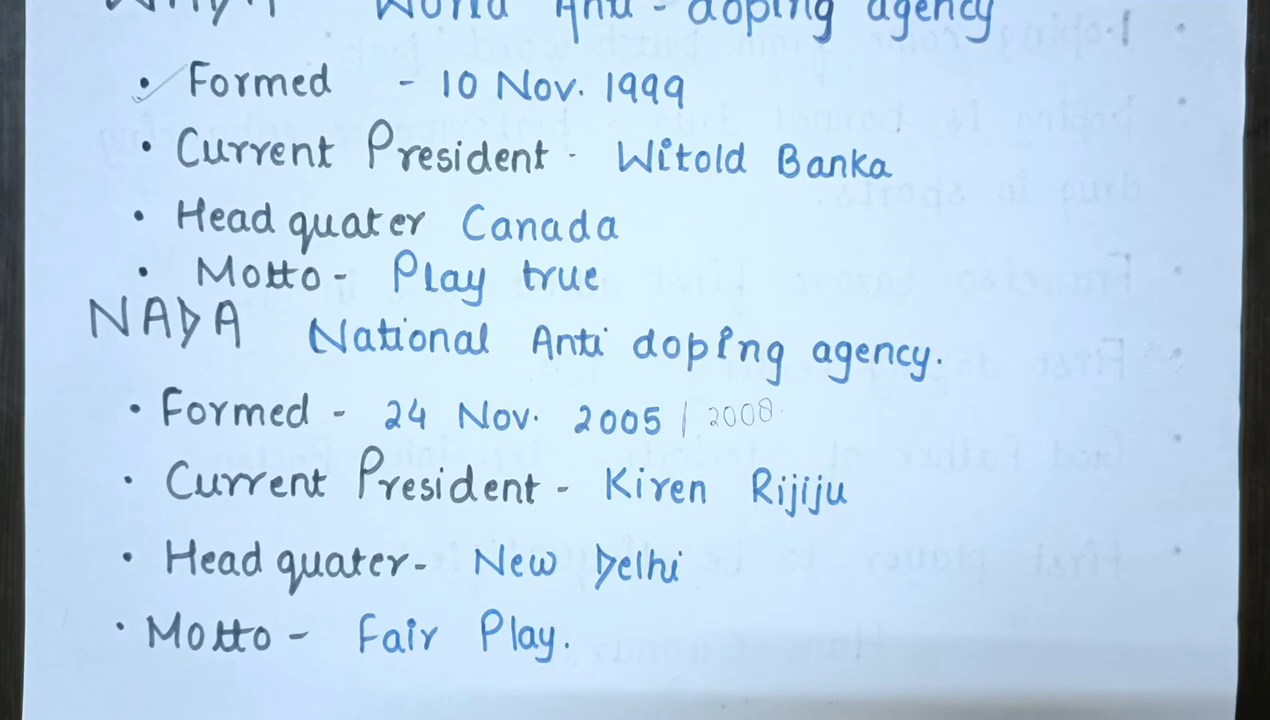 WADA World Anti-doping agency
• Formed - 10 Nov. 1999
• Current President - Witold Banka
• Head quater Canada
• Motto - Play true
NADA National Anti doping agency.
• Formed - 24 Nov. 2005 / 2008.
• Current President - Kiren Rijiju
• Head quater - New Delhi
• Motto - Fair Play.